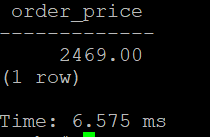 order_price
-------------
2469.00
(1 row)
Time: 6.575 ms